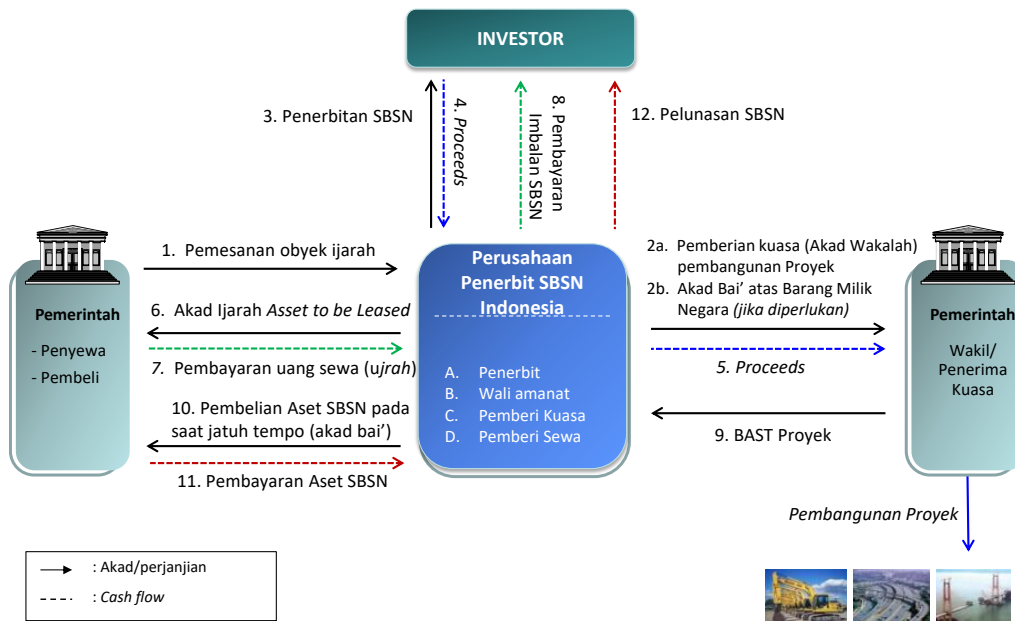 INVESTOR
3. Penerbitan SBSN
4. Proceeds
8. Pembayaran
Imbalan SBSN
12. Pelunasan SBSN
Pemerintah
- Penyewa
- Pembeli
1. Pemesanan obyek ijarah
6. Akad Ijarah Asset to be Leased
7. Pembayaran uang sewa (ujrah)
10. Pembelian Aset SBSN pada
saat jatuh tempo (akad bai’)
11. Pembayaran Aset SBSN
Perusahaan
Penerbit SBSN
Indonesia
A. Penerbit
B. Wali amanat
C. Pemberi Kuasa
D. Pemberi Sewa
2a. Pemberian kuasa (Akad Wakalah)
pembangunan Proyek
2b. Akad Bai’ atas Barang Milik
Negara (jika diperlukan)
5. Proceeds
9. BAST Proyek
Pemerintah
Wakil/
Penerima
Kuasa
Pembangunan Proyek
: Akad/perjanjian
: Cash flow